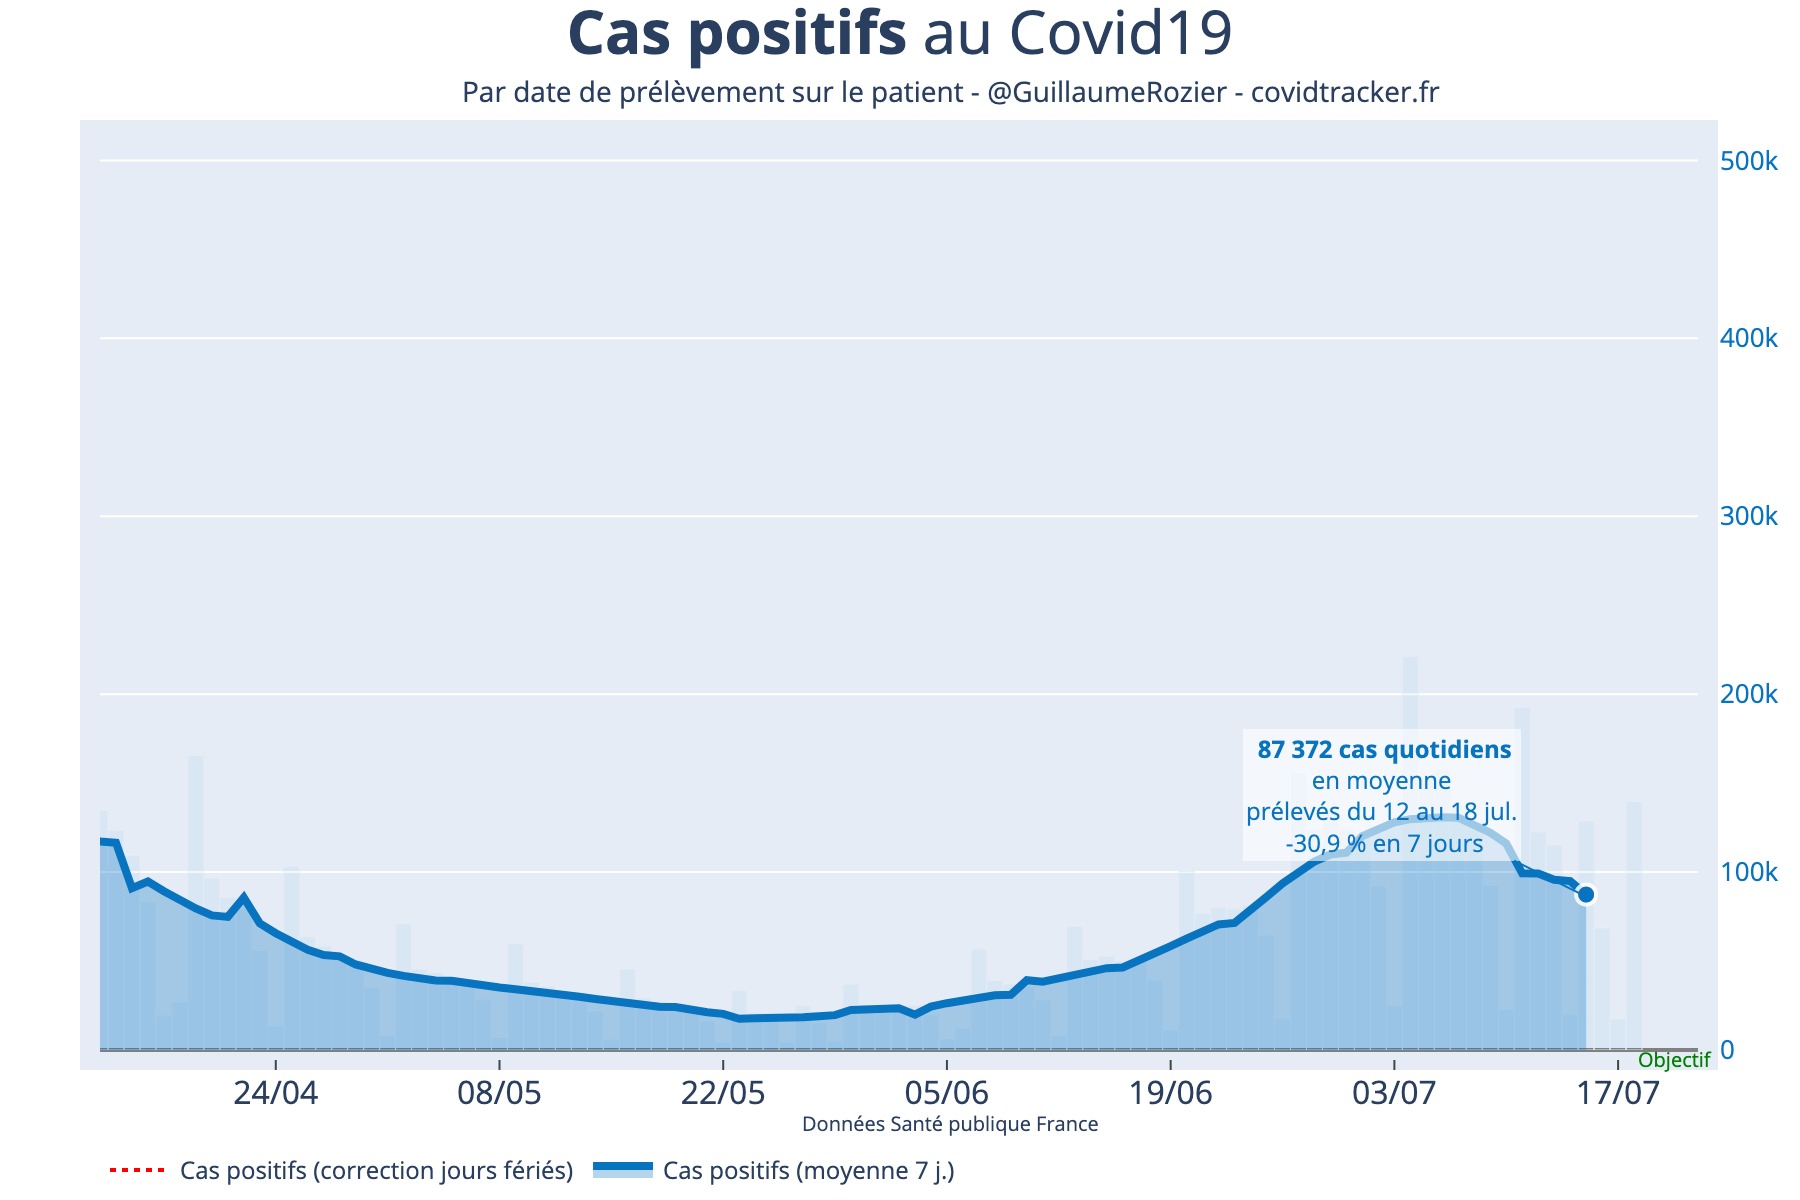 Cas positifs au Covid19
Par date de prélèvement sur le patient - @GuillaumeRozier - covidtracker.fr
500k
400k
300k
200k
87 372 cas quotidiens
en moyenne
prélevés du 12 au 18 jul.
-30,9 % en 7 jours
100k
0
Objectif
24/04 08/05 22/05 05/06 19/06 03/07 17/07
Données Santé publique France
Cas positifs (correction jours fériés) Cas positifs (moyenne 7 j.)